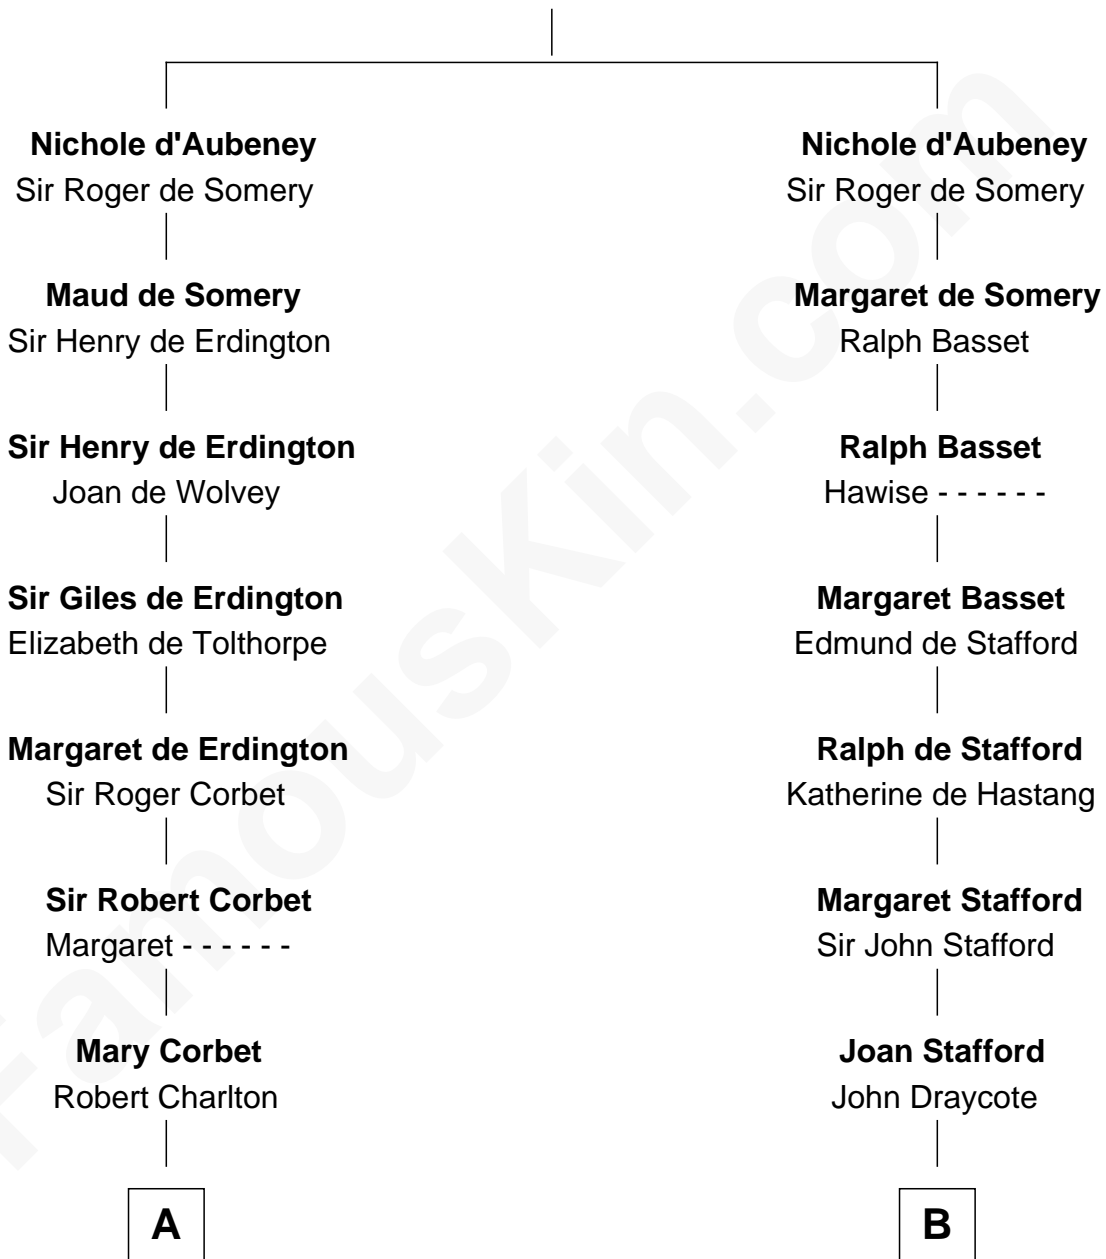 Nichole d'Aubeney
Sir Roger de Somery
Maud de Somery
Sir Henry de Erdington
Sir Henry de Erdington
Joan de Wolvey
Sir Giles de Erdington
Elizabeth de Tolthorpe
Margaret de Erdington
Sir Roger Corbet
Sir Robert Corbet
Margaret - - - - - -
Mary Corbet
Robert Charlton
A
Nichole d'Aubeney
Sir Roger de Somery
Margaret de Somery
Ralph Basset
Ralph Basset
Hawise - - - - - -
Margaret Basset
Edmund de Stafford
Ralph de Stafford
Katherine de Hastang
Margaret Stafford
Sir John Stafford
Joan Stafford
John Draycote
B
FamousKin.com